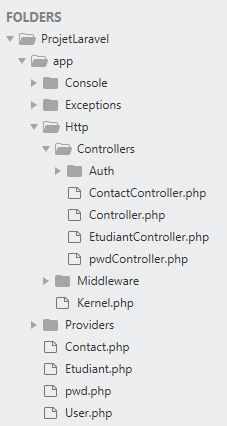 FOLDERS
ProjetLaravel
app
Console
Exceptions
Http
Controllers
Auth
ContactController.php
Controller.php
EtudiantController.php
pwdController.php
Middleware
Kernel.php
Providers
Contact.php
Etudiant.php
pwd.php
User.php